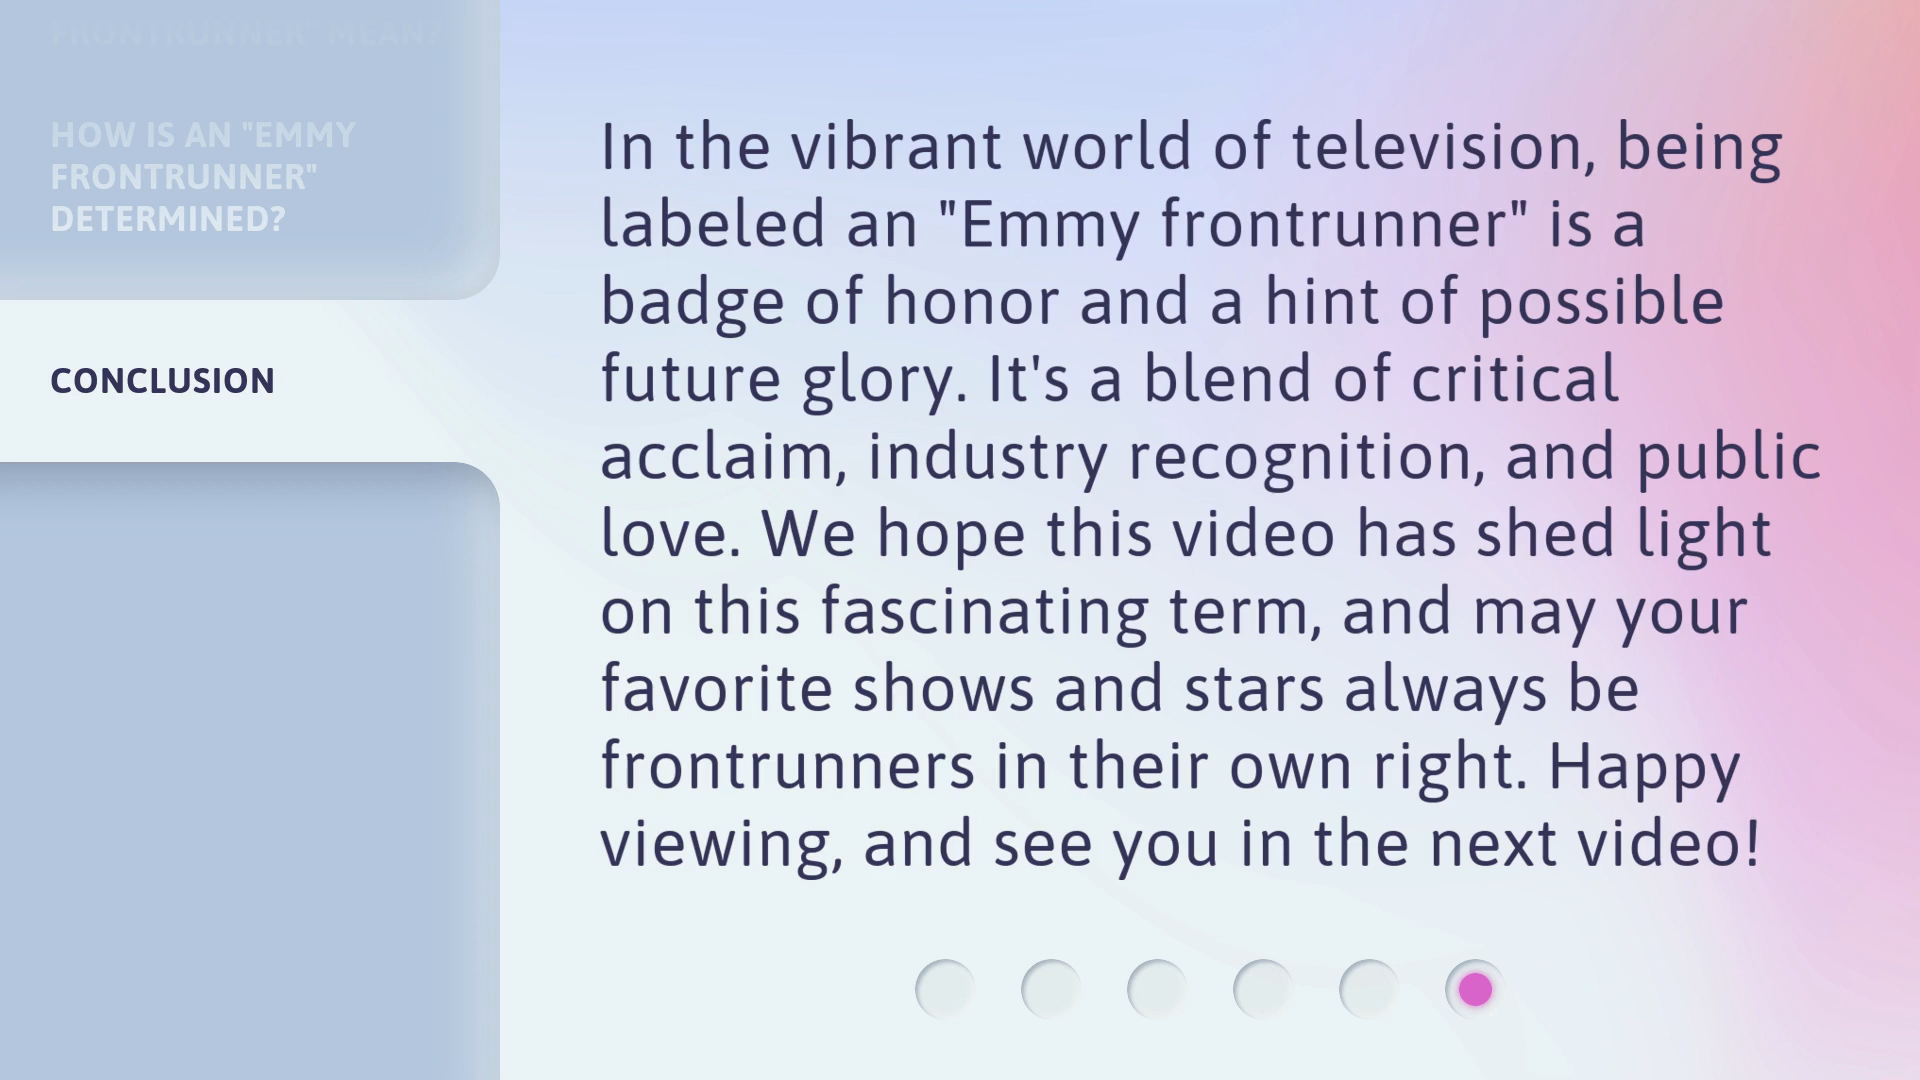 FRONTRUNNER" MEAN?
HOW IS AN "EMMY
FRONTRUNNER"
DETERMINED?
CONCLUSION
In the vibrant world of television, being
labeled an "Emmy frontrunner" is a
badge of honor and a hint of possible
future glory. It's a blend of critical
acclaim, industry recognition, and public
love. We hope this video has shed light
on this fascinating term, and may your
favorite shows and stars always be
frontrunners in their own right. Happy
viewing, and see you in the next video!